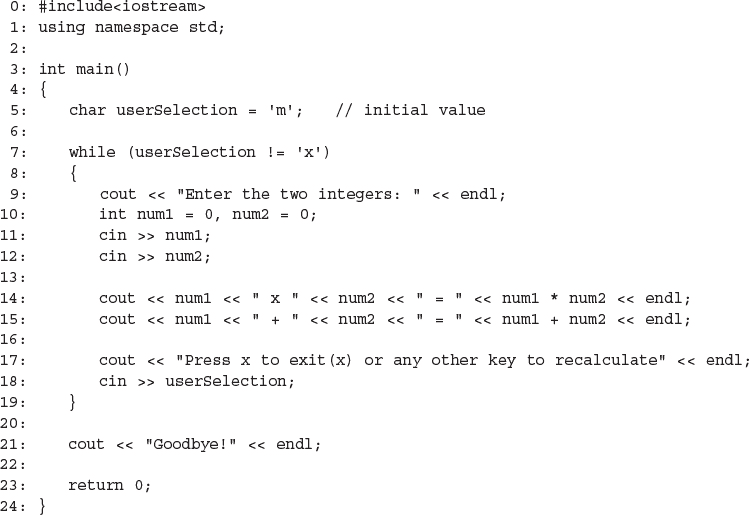 0: #include<iostream>
1: using namespace std;
2:
3: int main()
4: {
5:    char userSelection = 'm';   // initial value
6:
7:    while (userSelection != 'x')
8:    {
9:       cout << "Enter the two integers: " << endl;
10:       int num1 = 0, num2 = 0;
11:       cin >> num1;
12:       cin >> num2;
13:
14:       cout << num1 << " x " << num2 << " = " << num1 * num2 << endl;
15:       cout << num1 << " + " << num2 << " = " << num1 + num2 << endl;
16:
17:       cout << "Press x to exit(x) or any other key to recalculate" << endl;
18:       cin >> userSelection;
19:    }
20:
21:    cout << "Goodbye!" << endl;
22:
23:    return 0;
24: }